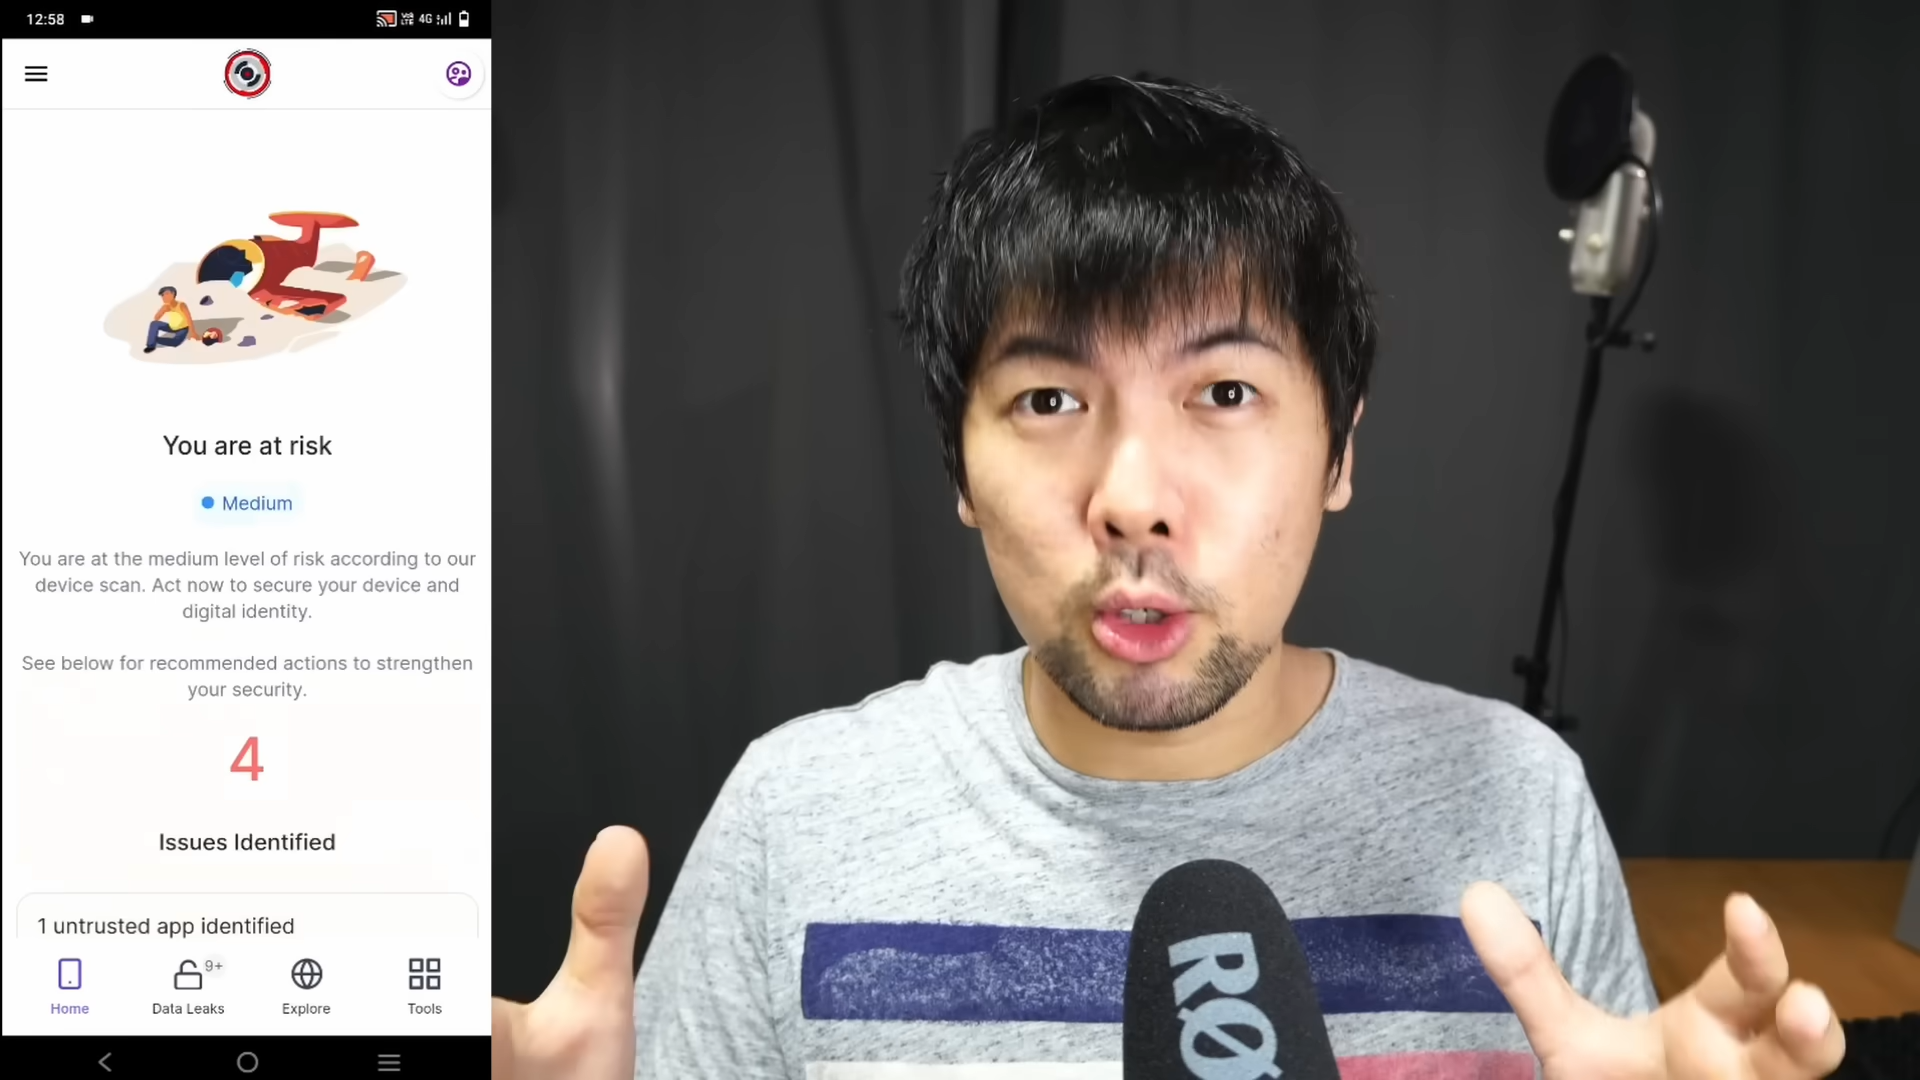 12:58
Vo
LTE
4G
You are at risk
Medium
You are at the medium level of risk according to our
device scan. Act now to secure your device and
digital identity.
See below for recommended actions to strengthen
your security.
4
Issues Identified
1 untrusted app identified
9+
Home
Data Leaks
Explore
Tools
RØ